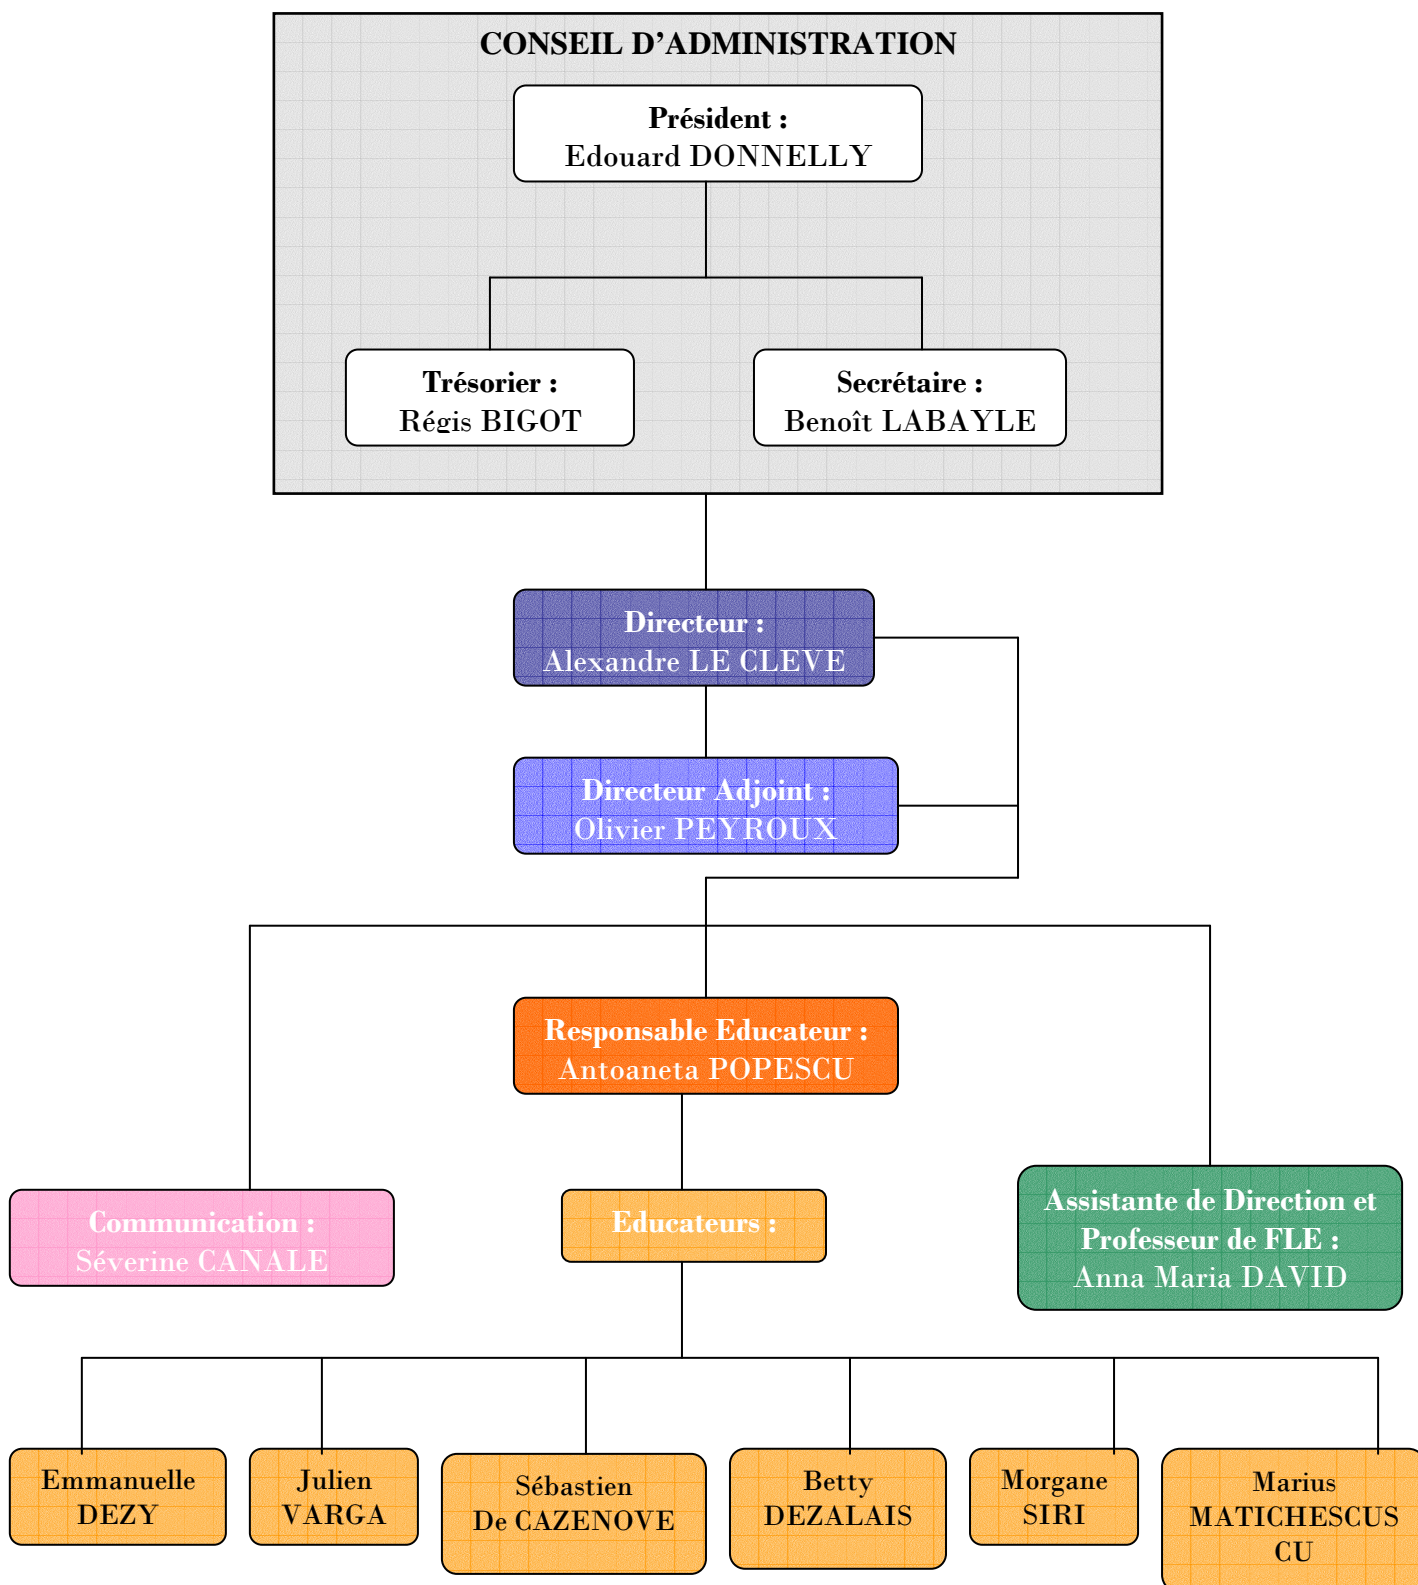 CONSEIL D’ADMINISTRATION
Président :
Edouard DONNELLY
Trésorier :
Régis BIGOT
Secrétaire :
Benoît LABAYLE
Directeur :
Alexandre LE CLEVE
Directeur Adjoint :
Olivier PEYROUX
Responsable Educateur :
Antoaneta POPESCU
Communication :
Séverine CANALE
Educateurs :
Assistante de Direction et
Professeur de FLE :
Anna Maria DAVID
Emmanuelle
DEZY
Julien
VARGA
Sébastien
De CAZENOVE
Betty
DEZALAIS
Morgane
SIRI
Marius
MATICHESCUS
CU